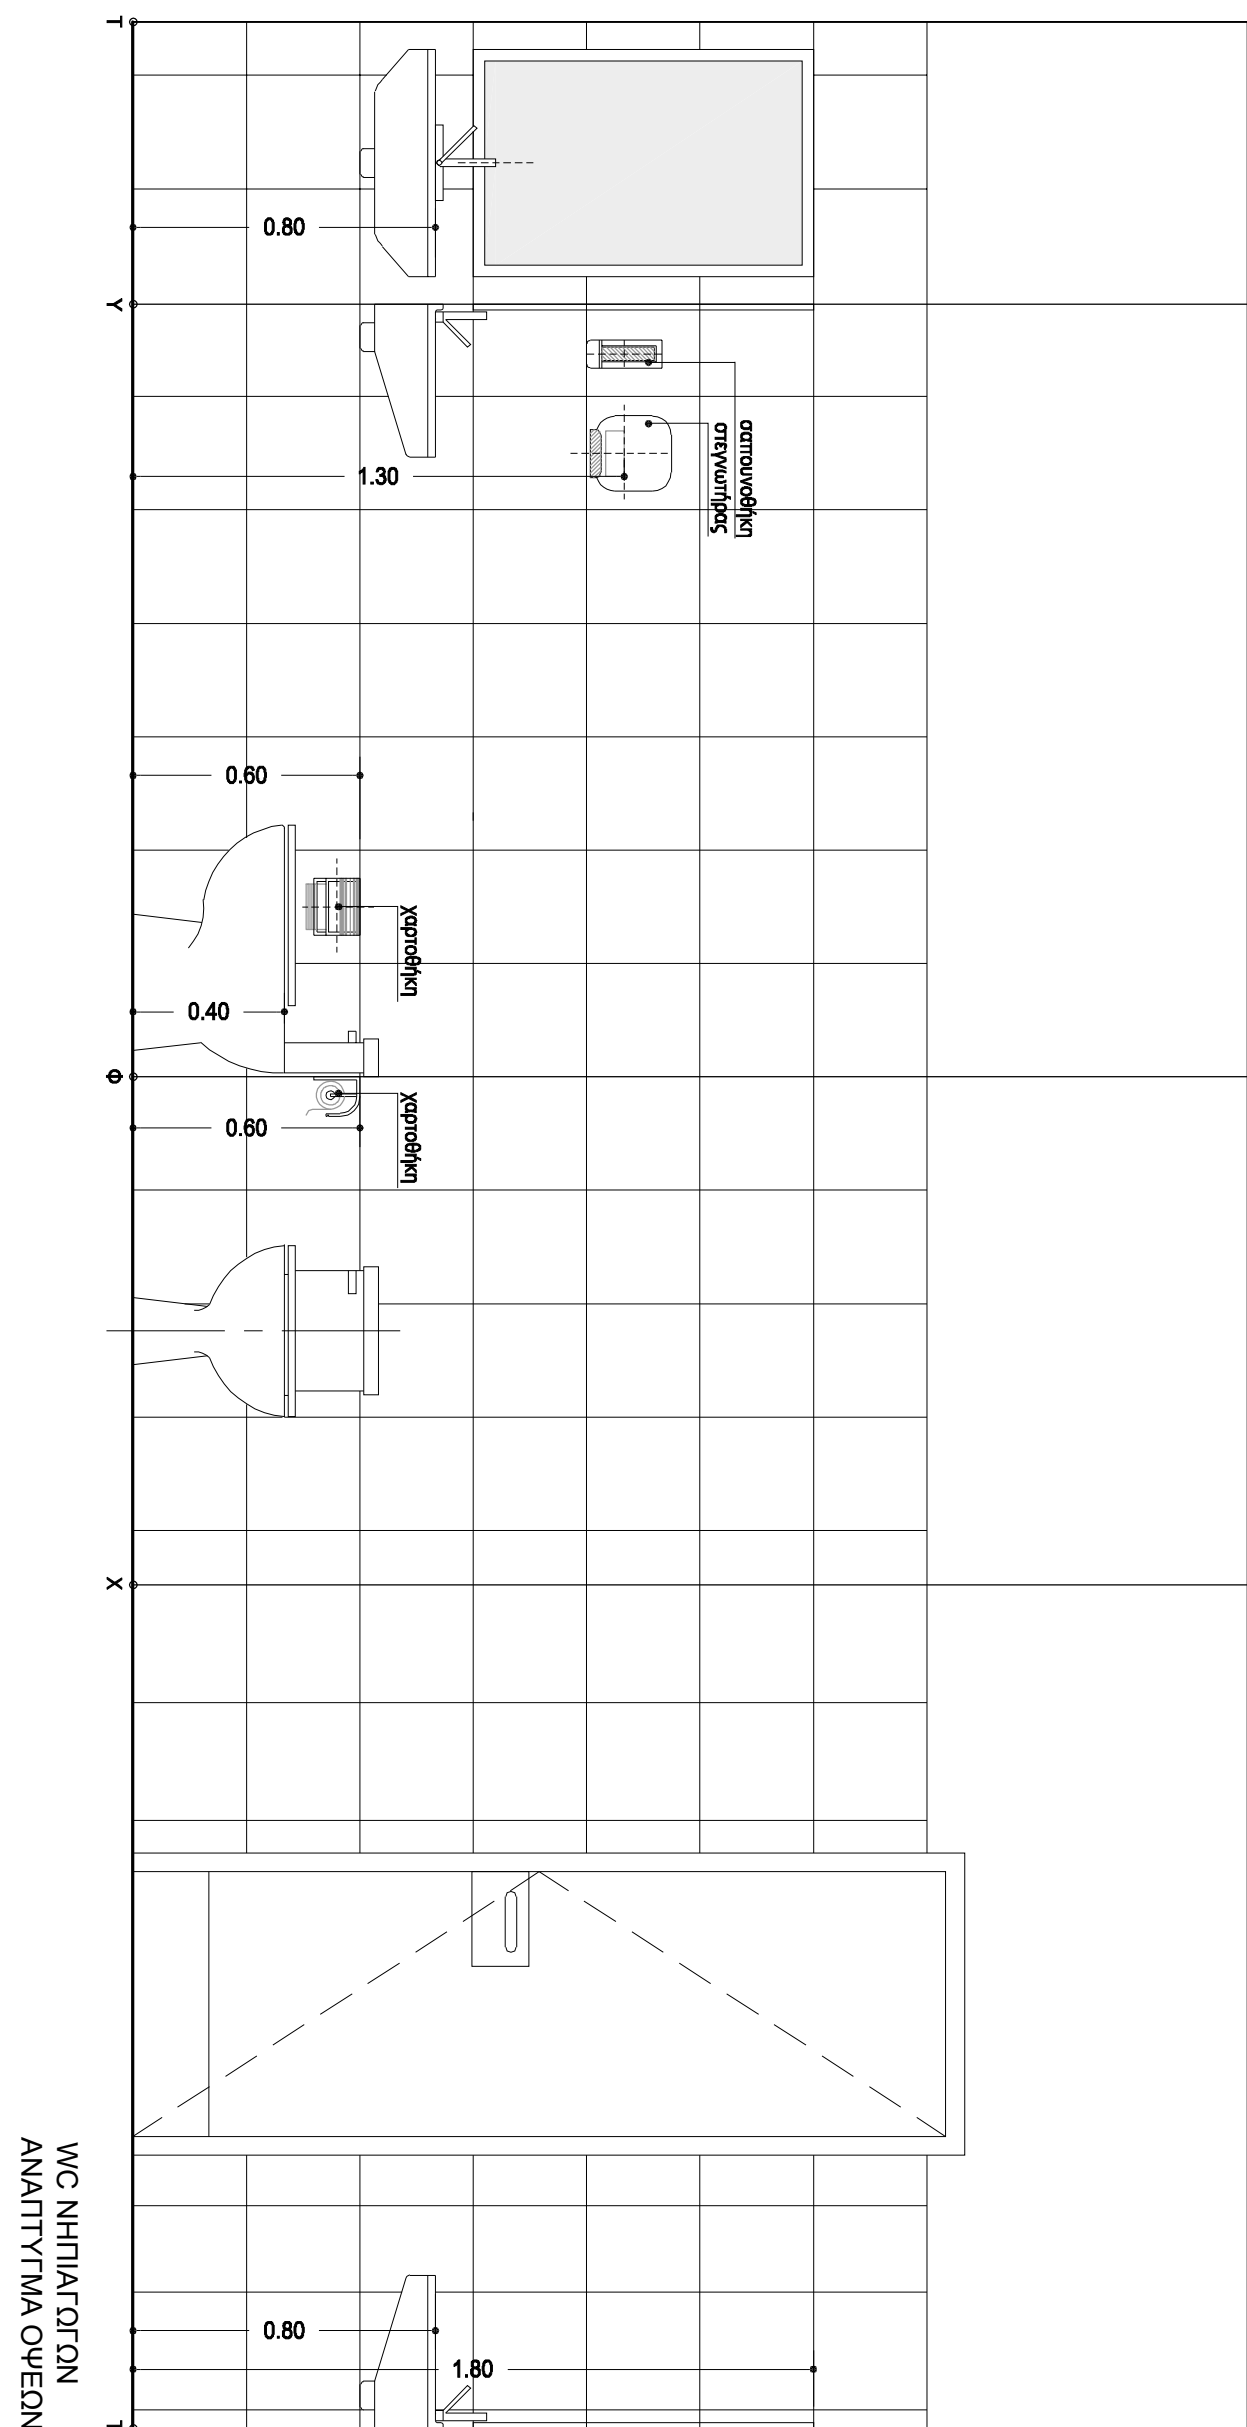 T
0.80
Y
σαπουνοθήκη
στεγνωτήρας
1.30
0.60
χαρτοθήκη
0.40
Φ
χαρτοθήκη
0.60
X
0.80
1.80
T
WC ΝΗΠΙΑΓΩΓΩΝ
ΑΝΑΠΤΥΓΜΑ ΟΨΕΩΝ